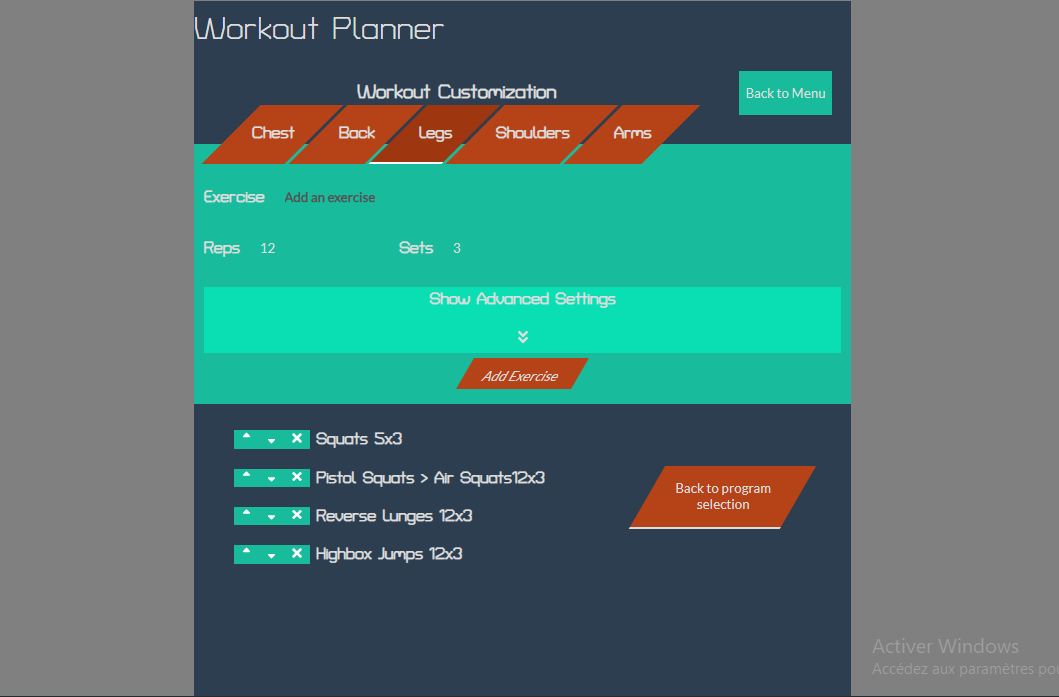 Workout Planner
Workout Customization
Back to Menu
Chest Back Legs Shoulders Arms
Exercise Add an exercise
Reps 12 Sets 3
Show Advanced Settings
Add Exercise
Squats 5x3
Pistol Squats > Air Squats12x3
Reverse Lunges 12x3
Highbox Jumps 12x3
Back to program
selection
Activer Windows
Accédez aux paramètres